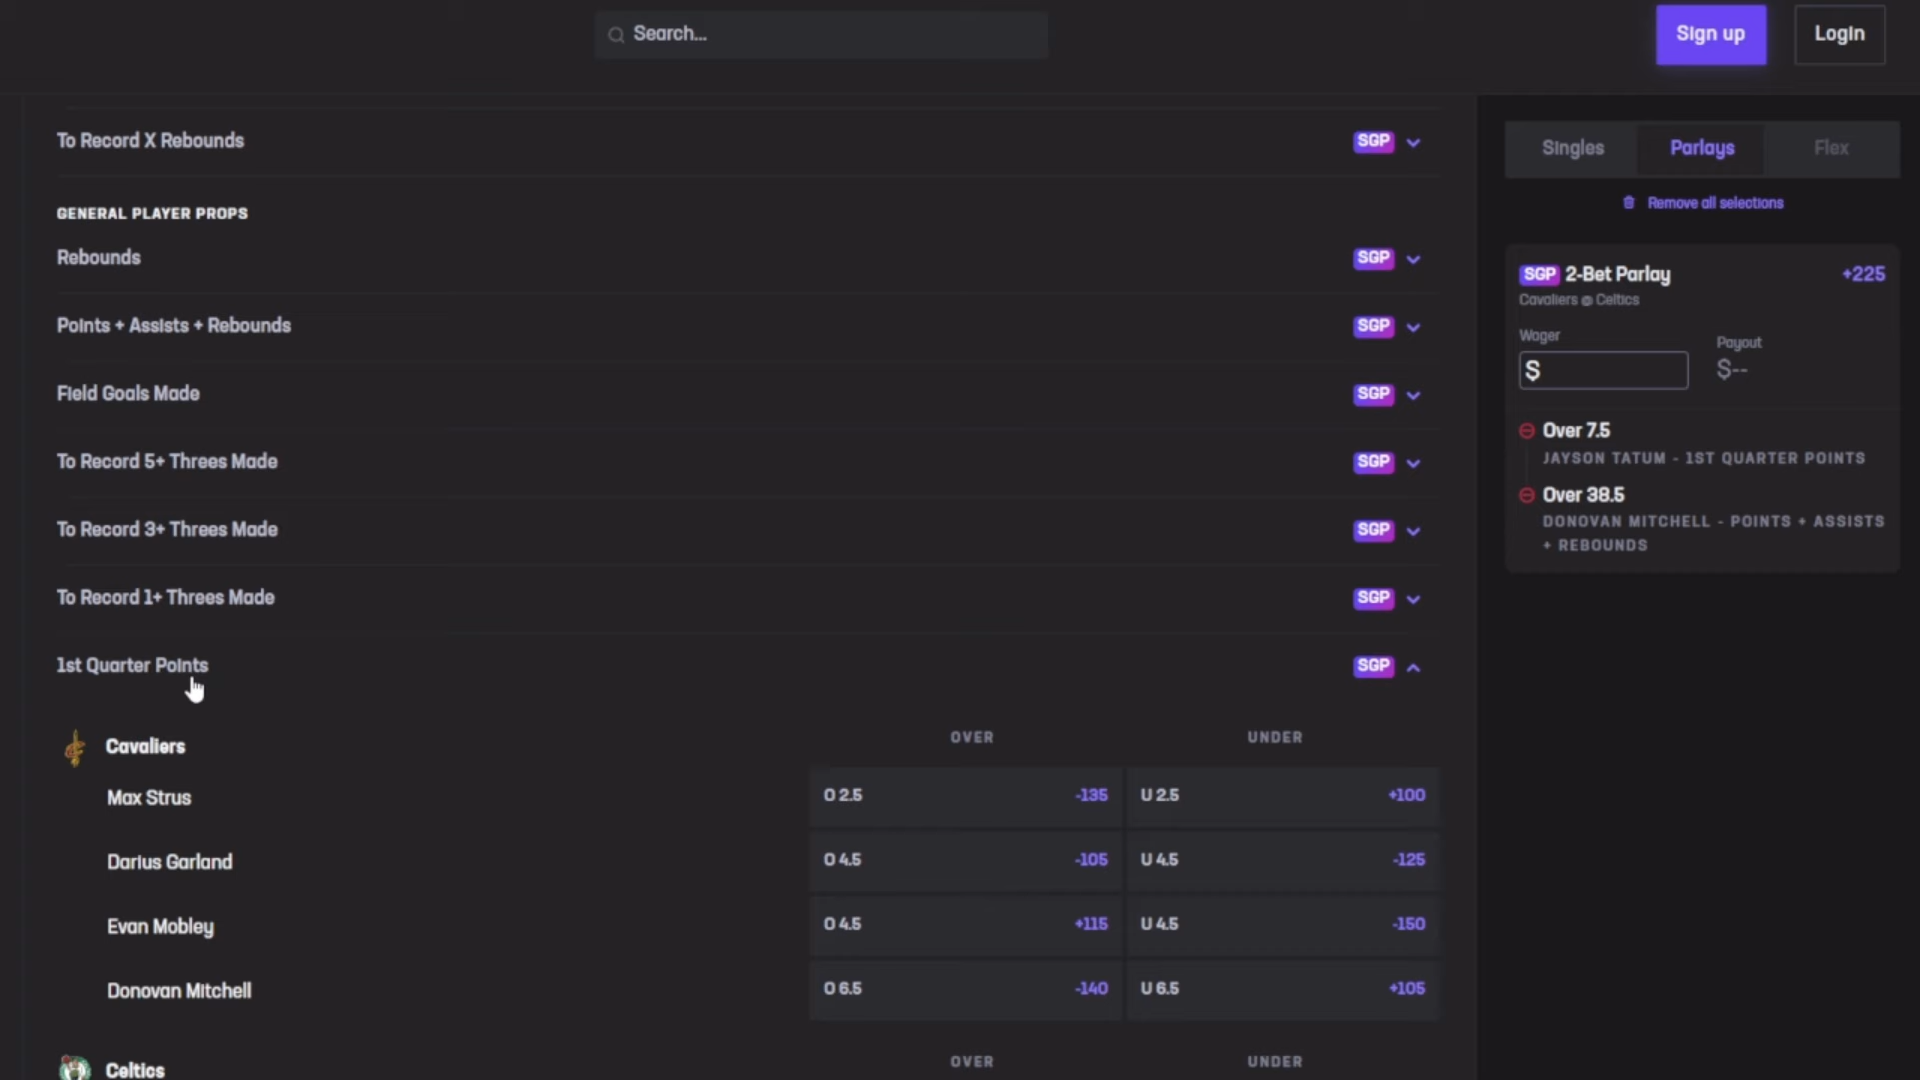 Search...
Sign up
Login
To Record X Rebounds
SGP
GENERAL PLAYER PROPS
Rebounds
SGP
Points + Assists + Rebounds
SGP
Field Goals Made
SGP
To Record 5+ Threes Made
SGP
To Record 3+ Threes Made
SGP
To Record 1+ Threes Made
SGP
1st Quarter Points
SGP
Cavaliers
OVER
UNDER
Max Strus
O 2.5 -135
U 2.5 +100
Darius Garland
O 4.5 -105
U 4.5 -125
Evan Mobley
O 4.5 +115
U 4.5 -150
Donovan Mitchell
O 6.5 -140
U 6.5 +105
Celtics
OVER
UNDER
Singles
Parlays
Flex
Remove all selections
SGP 2-Bet Parlay +225
Cavaliers @ Celtics
Wager
Payout
$
$--
Over 7.5
JAYSON TATUM - 1ST QUARTER POINTS
Over 38.5
DONOVAN MITCHELL - POINTS + ASSISTS
+ REBOUNDS